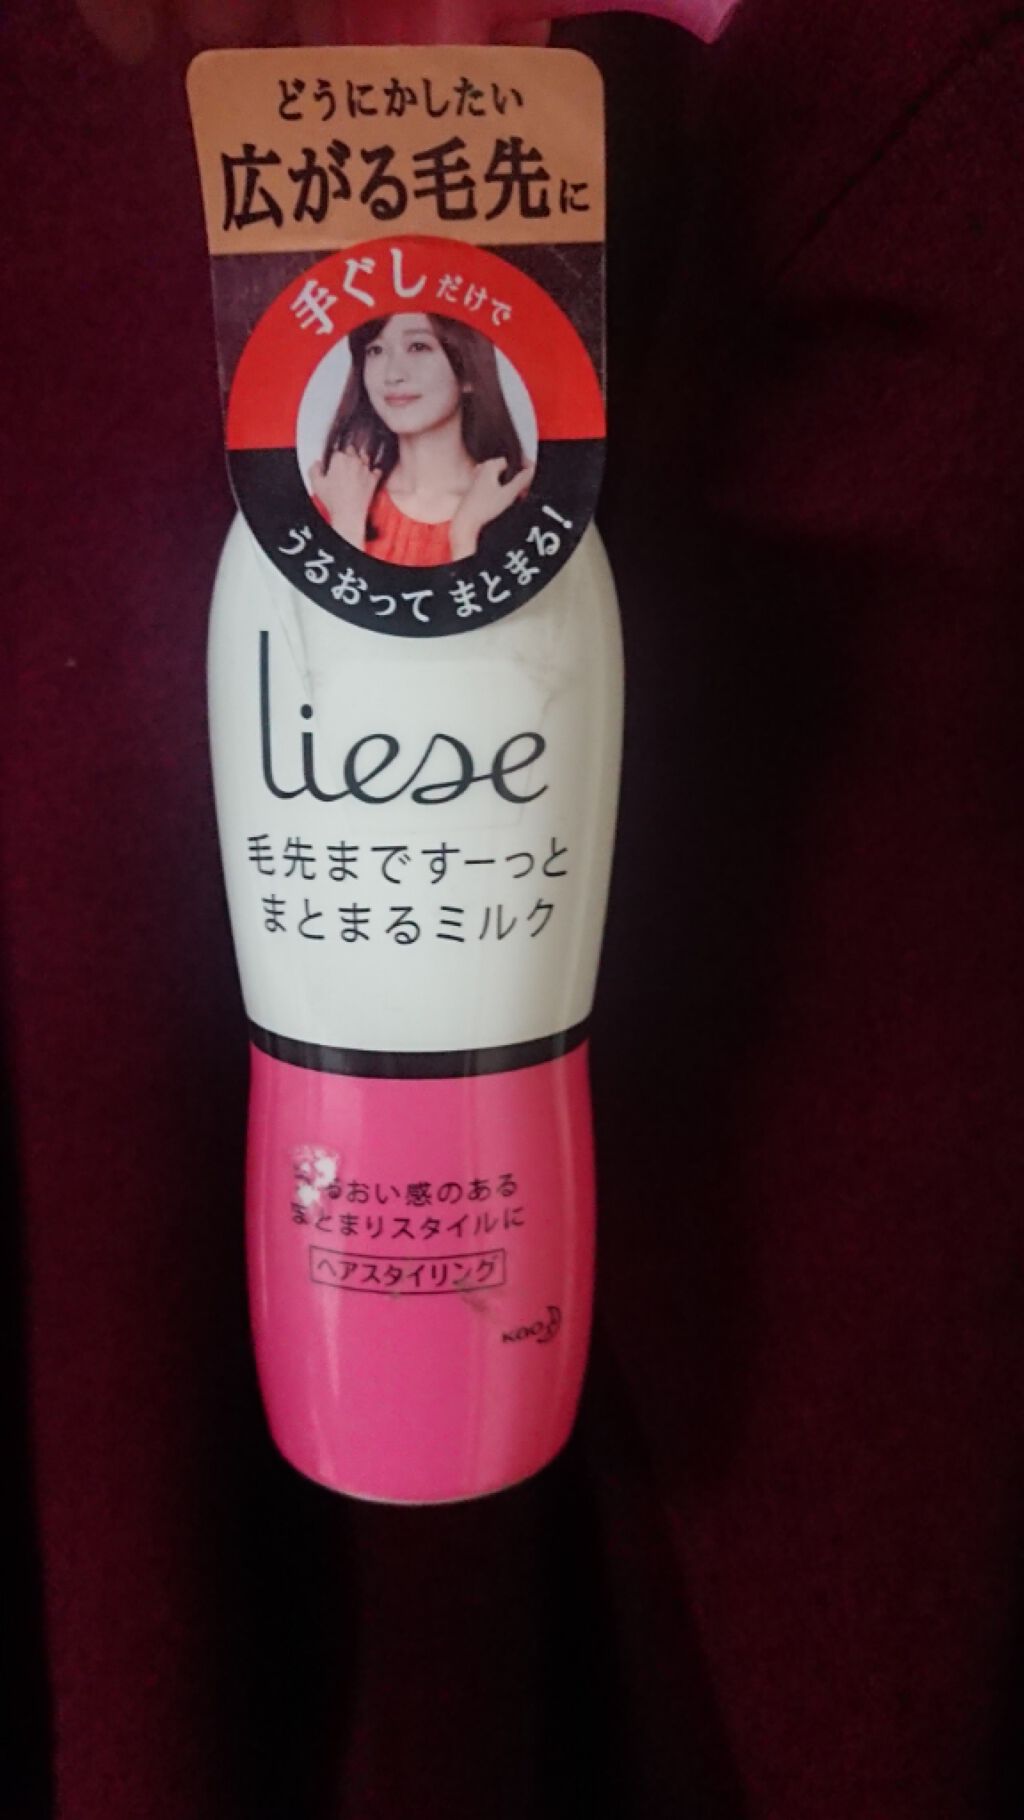 どうにかしたい
広がる毛先に
手ぐしだけで
うるおって まとまる!
liese
毛先まですーっと
まとまるミルク
うるおい感のある
まとまりスタイルに
ヘアスタイリング
Kao